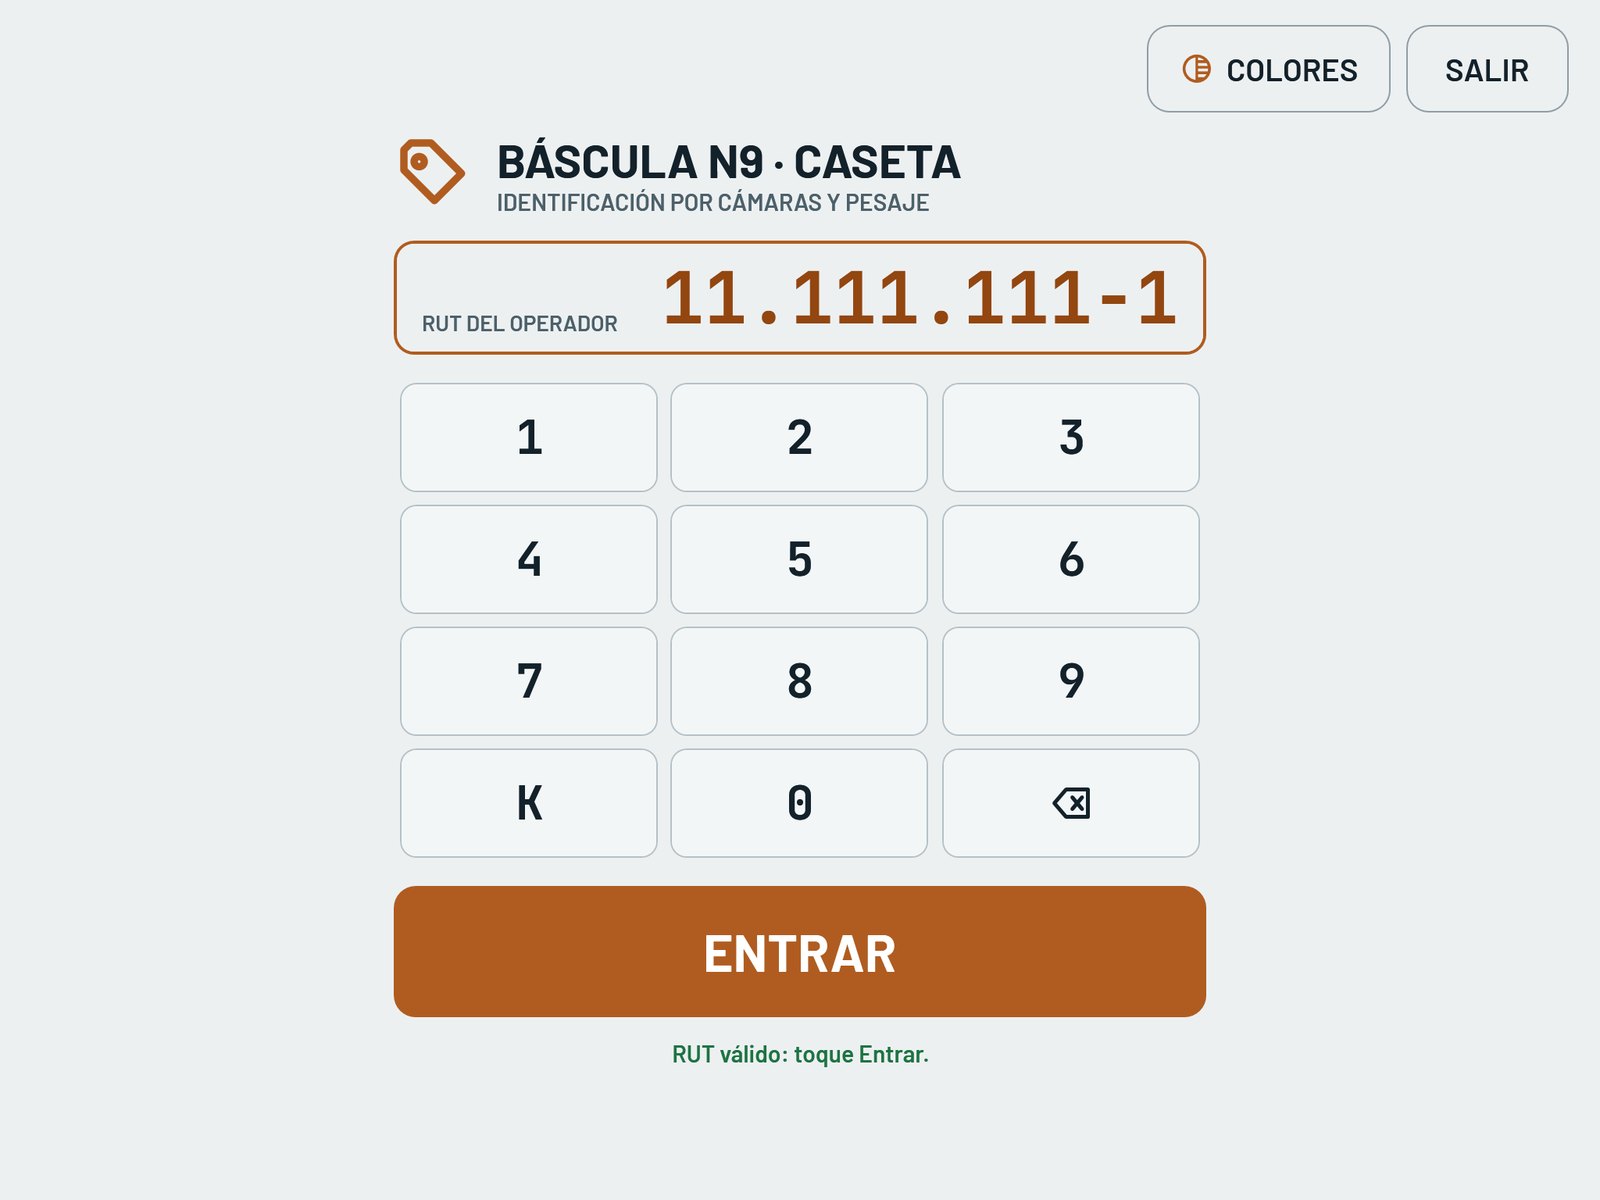 COLORES
SALIR
BÁSCULA N9 · CASETA
IDENTIFICACIÓN POR CÁMARAS Y PESAJE
RUT DEL OPERADOR 11.111.111-1
1 2 3
4 5 6
7 8 9
K 0
ENTRAR
RUT válido: toque Entrar.